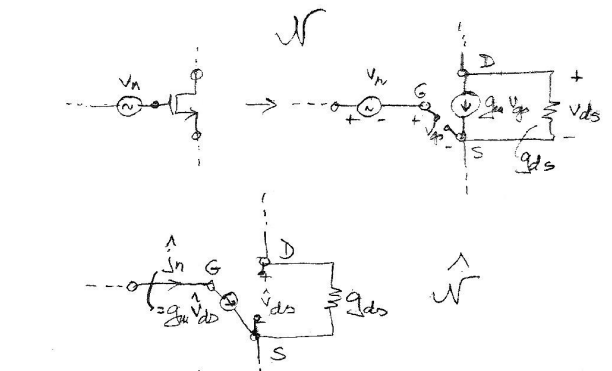 N
vn
vn
G
+ -
+
vgs
-
D
gm vgs
S
gds
+
vds
-
ĵn
= gm v̂ds
G
D
+
v̂ds
-
S
gds
N̂